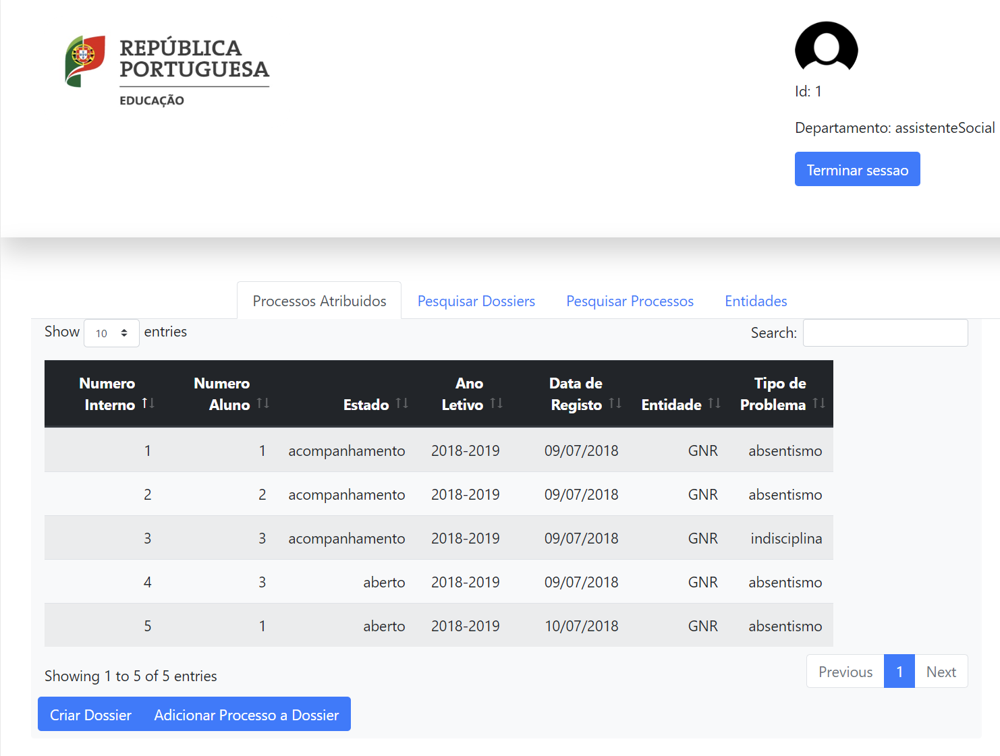 REPÚBLICA
PORTUGUESA
EDUCAÇÃO
Id: 1
Departamento: assistenteSocial
Terminar sessao
Processos Atribuidos Pesquisar Dossiers Pesquisar Processos Entidades
Show 10 entries Search:
Numero Interno Numero Aluno Estado Ano Letivo Data de Registo Entidade Tipo de Problema
1 1 acompanhamento 2018-2019 09/07/2018 GNR absentismo
2 2 acompanhamento 2018-2019 09/07/2018 GNR absentismo
3 3 acompanhamento 2018-2019 09/07/2018 GNR indisciplina
4 3 aberto 2018-2019 09/07/2018 GNR absentismo
5 1 aberto 2018-2019 10/07/2018 GNR absentismo
Showing 1 to 5 of 5 entries Previous 1 Next
Criar Dossier Adicionar Processo a Dossier